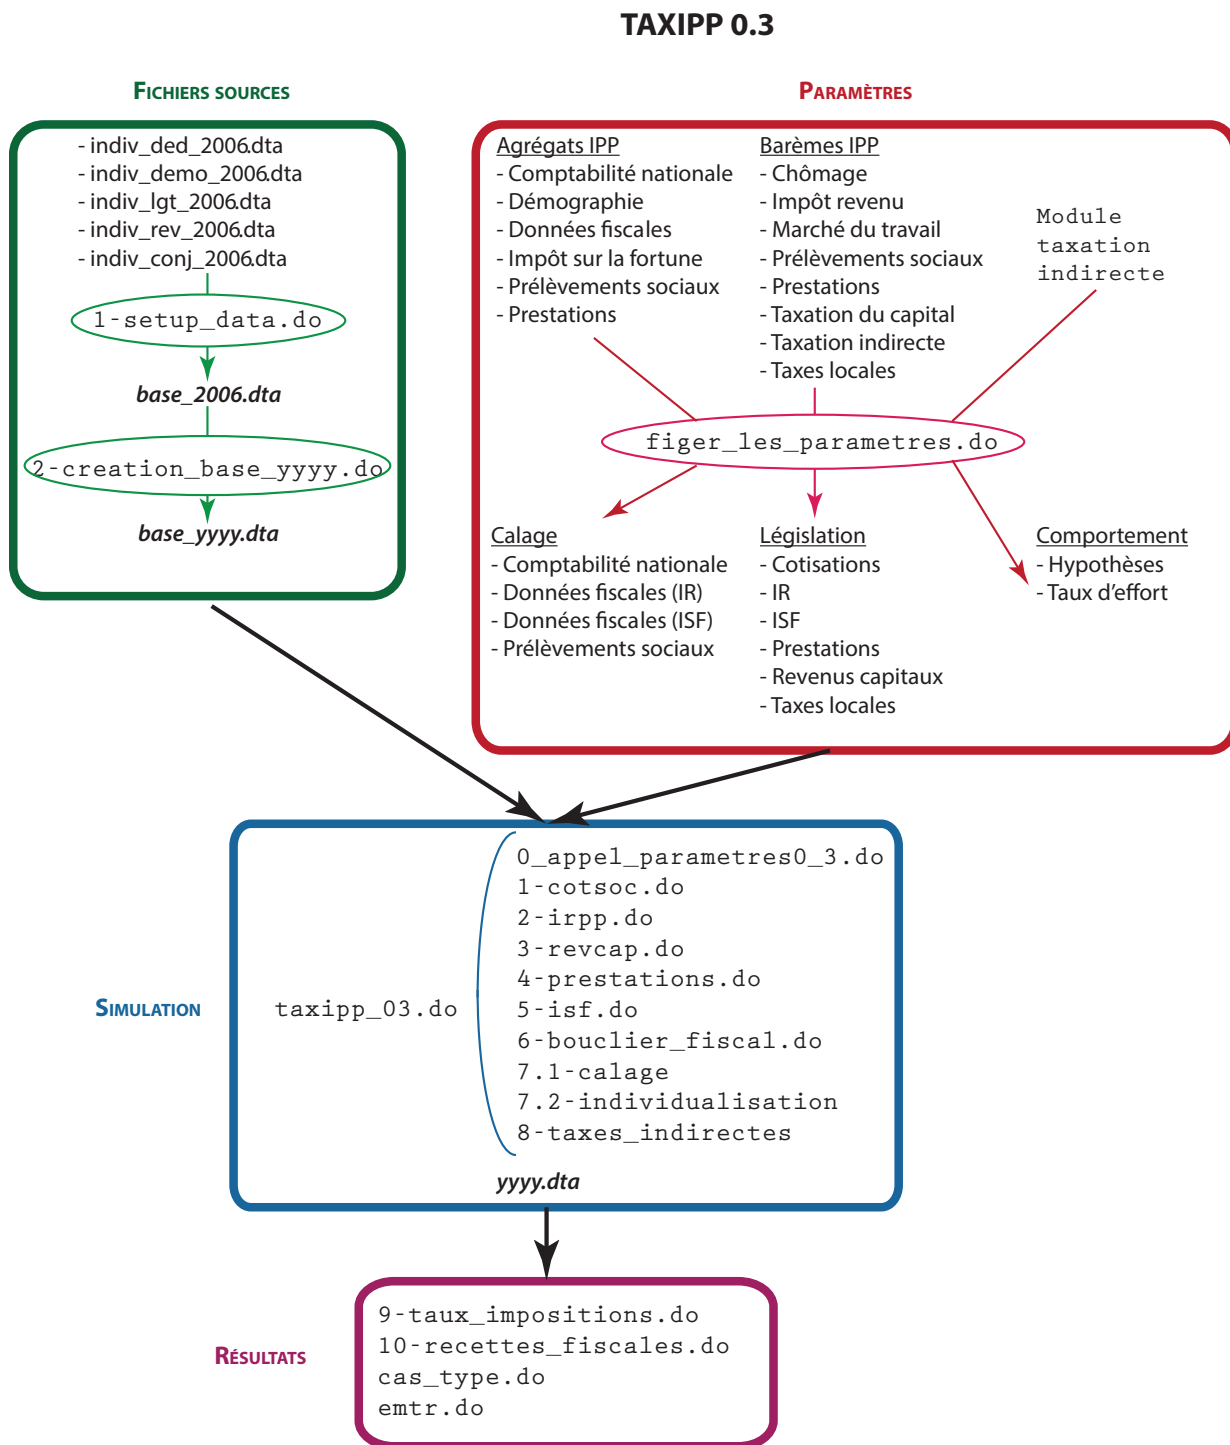 TAXIPP 0.3
FICHIERS SOURCES
- indiv_ded_2006.dta
- indiv_demo_2006.dta
- indiv_lgt_2006.dta
- indiv_rev_2006.dta
- indiv_conj_2006.dta
1-setup_data.do
base_2006.dta
2-creation_base_yyyy.do
base_yyyy.dta
PARAMÈTRES
Agrégats IPP
- Comptabilité nationale
- Démographie
- Données fiscales
- Impôt sur la fortune
- Prélèvements sociaux
- Prestations
Barèmes IPP
- Chômage
- Impôt revenu
- Marché du travail
- Prélèvements sociaux
- Prestations
- Taxation du capital
- Taxation indirecte
- Taxes locales
Module
taxation
indirecte
figer_les_parametres.do
Calage
- Comptabilité nationale
- Données fiscales (IR)
- Données fiscales (ISF)
- Prélèvements sociaux
Législation
- Cotisations
- IR
- ISF
- Prestations
- Revenus capitaux
- Taxes locales
Comportement
- Hypothèses
- Taux d'effort
SIMULATION
taxipp_03.do
0_appel_parametres0_3.do
1-cotsoc.do
2-irpp.do
3-revcap.do
4-prestations.do
5-isf.do
6-bouclier_fiscal.do
7.1-calage
7.2-individualisation
8-taxes_indirectes
yyyy.dta
RÉSULTATS
9-taux_impositions.do
10-recettes_fiscales.do
cas_type.do
emtr.do